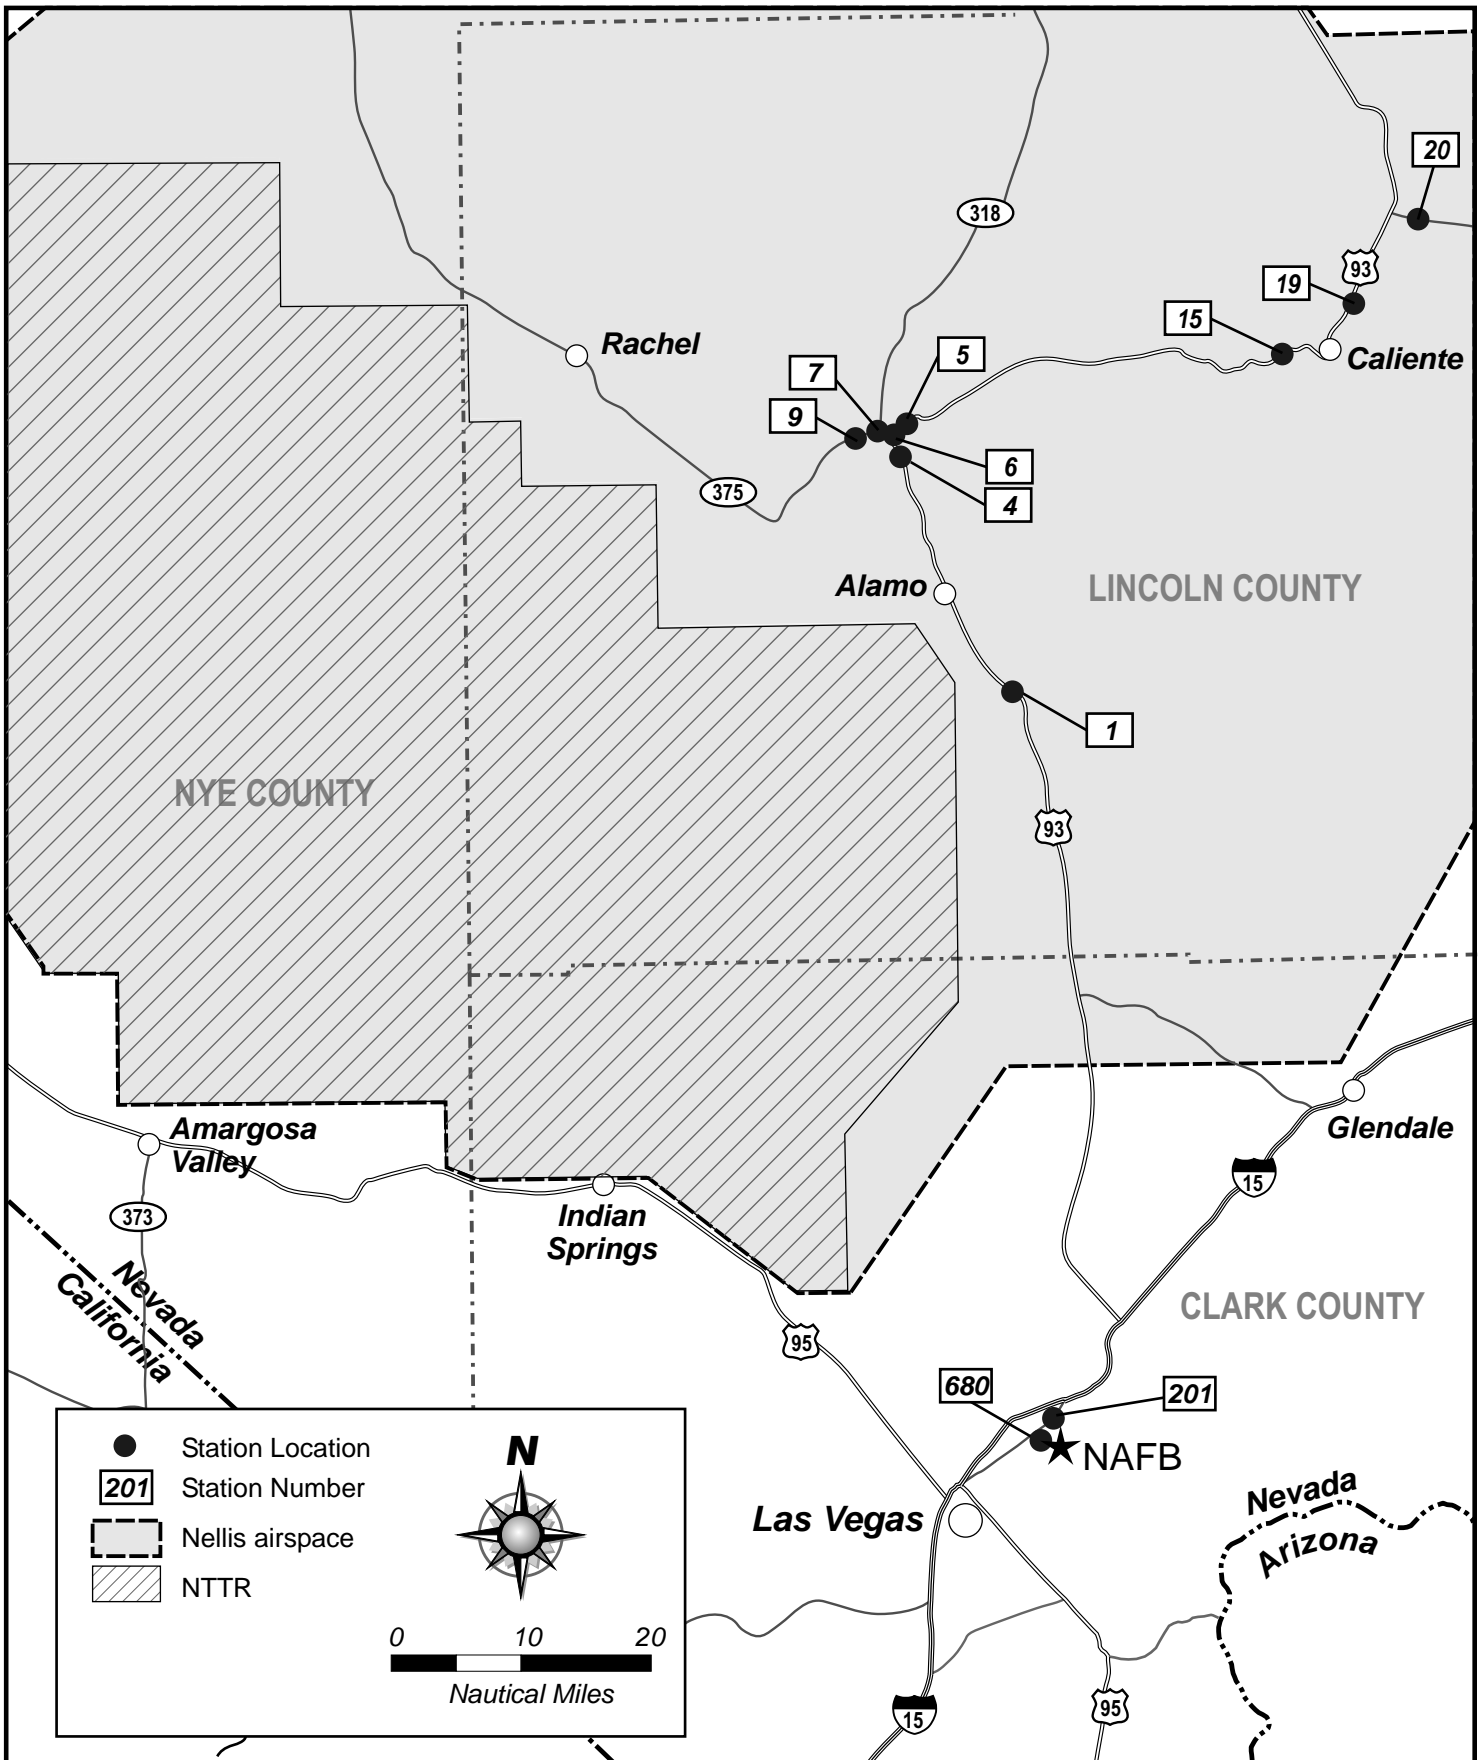 20
318
93
19
15
Rachel
5
Caliente
7
9
6
375
4
Alamo
LINCOLN COUNTY
1
NYE COUNTY
93
Amargosa
Valley
Glendale
15
373
Indian
Springs
Nevada
California
CLARK COUNTY
95
680
201
NAFB
Station Location
201 Station Number
Nellis airspace
NTTR
N
0 10 20
Nautical Miles
Las Vegas
Nevada
Arizona
15
95